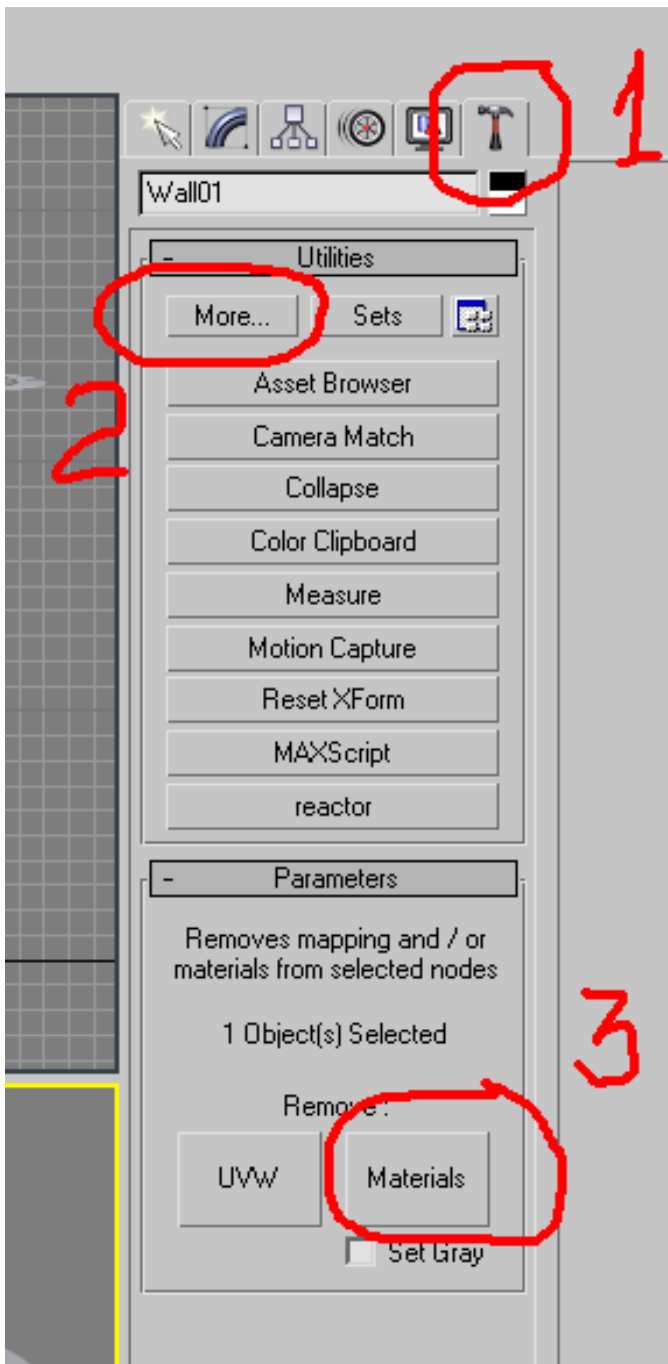 1
Wall01
- Utilities
More... Sets
2
Asset Browser
Camera Match
Collapse
Color Clipboard
Measure
Motion Capture
Reset XForm
MAXScript
reactor
- Parameters
Removes mapping and / or
materials from selected nodes
1 Object(s) Selected
3
Remove :
UVW Materials
Set Gray